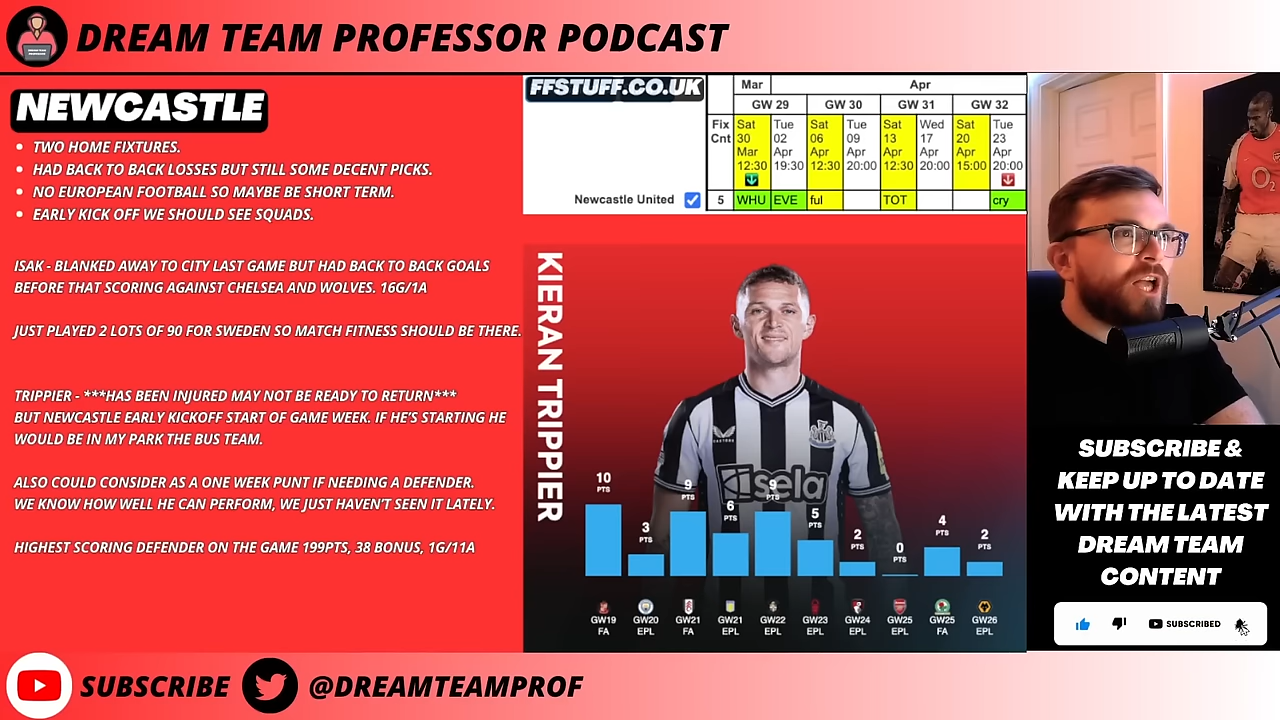 DREAM TEAM PROFESSOR PODCAST
NEWCASTLE
TWO HOME FIXTURES.
HAD BACK TO BACK LOSSES BUT STILL SOME DECENT PICKS.
NO EUROPEAN FOOTBALL SO MAYBE BE SHORT TERM.
EARLY KICK OFF WE SHOULD SEE SQUADS.
ISAK - BLANKED AWAY TO CITY LAST GAME BUT HAD BACK TO BACK GOALS
BEFORE THAT SCORING AGAINST CHELSEA AND WOLVES. 16G/1A
JUST PLAYED 2 LOTS OF 90 FOR SWEDEN SO MATCH FITNESS SHOULD BE THERE.
TRIPPIER - ***HAS BEEN INJURED MAY NOT BE READY TO RETURN***
BUT NEWCASTLE EARLY KICKOFF START OF GAME WEEK. IF HE'S STARTING HE
WOULD BE IN MY PARK THE BUS TEAM.
ALSO COULD CONSIDER AS A ONE WEEK PUNT IF NEEDING A DEFENDER.
WE KNOW HOW WELL HE CAN PERFORM, WE JUST HAVEN'T SEEN IT LATELY.
HIGHEST SCORING DEFENDER ON THE GAME 199PTS, 38 BONUS, 1G/11A
FFSTUFF.CO.UK
Mar Apr
GW 29 GW 30 GW 31 GW 32
Fix Sat Tue Sat Tue Sat Wed Sat Tue
Cnt 30 02 06 09 13 17 20 23
Mar Apr Apr Apr Apr Apr Apr Apr
12:30 19:30 12:30 20:00 12:30 20:00 15:00 20:00
Newcastle United 5 WHU EVE ful TOT cry
KIERAN TRIPPIER
sela
10 3 9 6 9 5 2 0 4 2
PTS PTS PTS PTS PTS PTS PTS PTS PTS PTS
GW19 GW20 GW21 GW21 GW22 GW23 GW24 GW25 GW25 GW26
FA EPL FA EPL EPL EPL EPL EPL FA EPL
O2
SUBSCRIBE &
KEEP UP TO DATE
WITH THE LATEST
DREAM TEAM
CONTENT
SUBSCRIBED
SUBSCRIBE @DREAMTEAMPROF